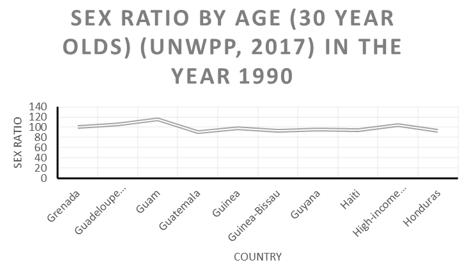 SEX RATIO BY AGE (30 YEAR
OLDS) (UNWPP, 2017) IN THE
YEAR 1990
140
120
100
80
60
40
20
0
SEX RATIO
Grenada
Guadeloupe...
Guam
Guatemala
Guinea
Guinea-Bissau
Guyana
Haiti
High-income...
Honduras
COUNTRY